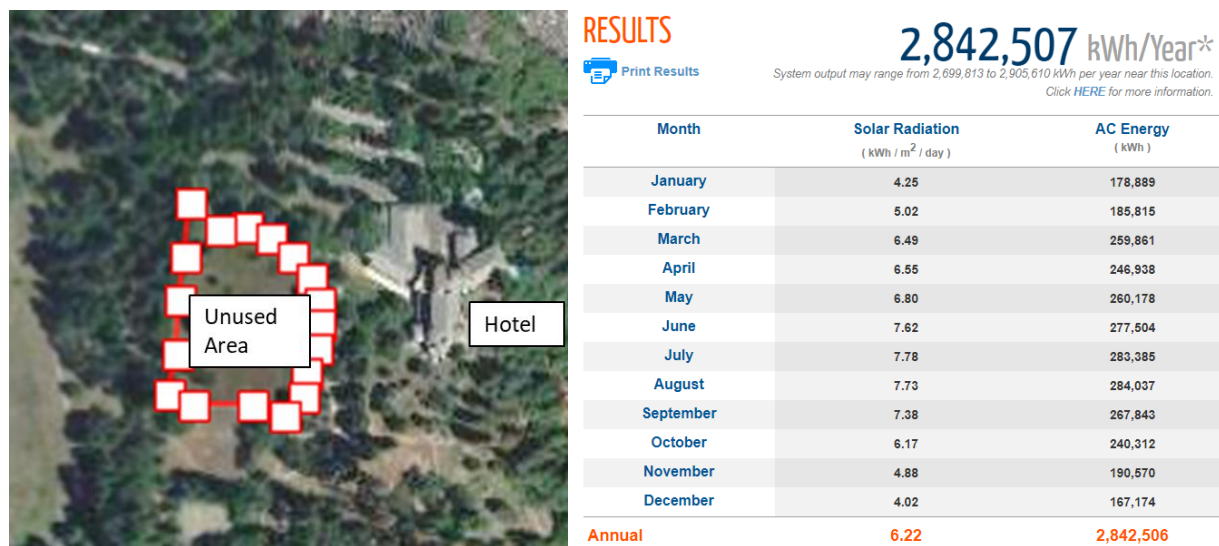 Unused
Area
Hotel
RESULTS
Print Results
2,842,507 kWh/Year*
System output may range from 2,699,813 to 2,905,610 kWh per year near this location.
Click HERE for more information.
Month Solar Radiation AC Energy
( kWh / m2 / day ) ( kWh )
January 4.25 178,889
February 5.02 185,815
March 6.49 259,861
April 6.55 246,938
May 6.80 260,178
June 7.62 277,504
July 7.78 283,385
August 7.73 284,037
September 7.38 267,843
October 6.17 240,312
November 4.88 190,570
December 4.02 167,174
Annual 6.22 2,842,506